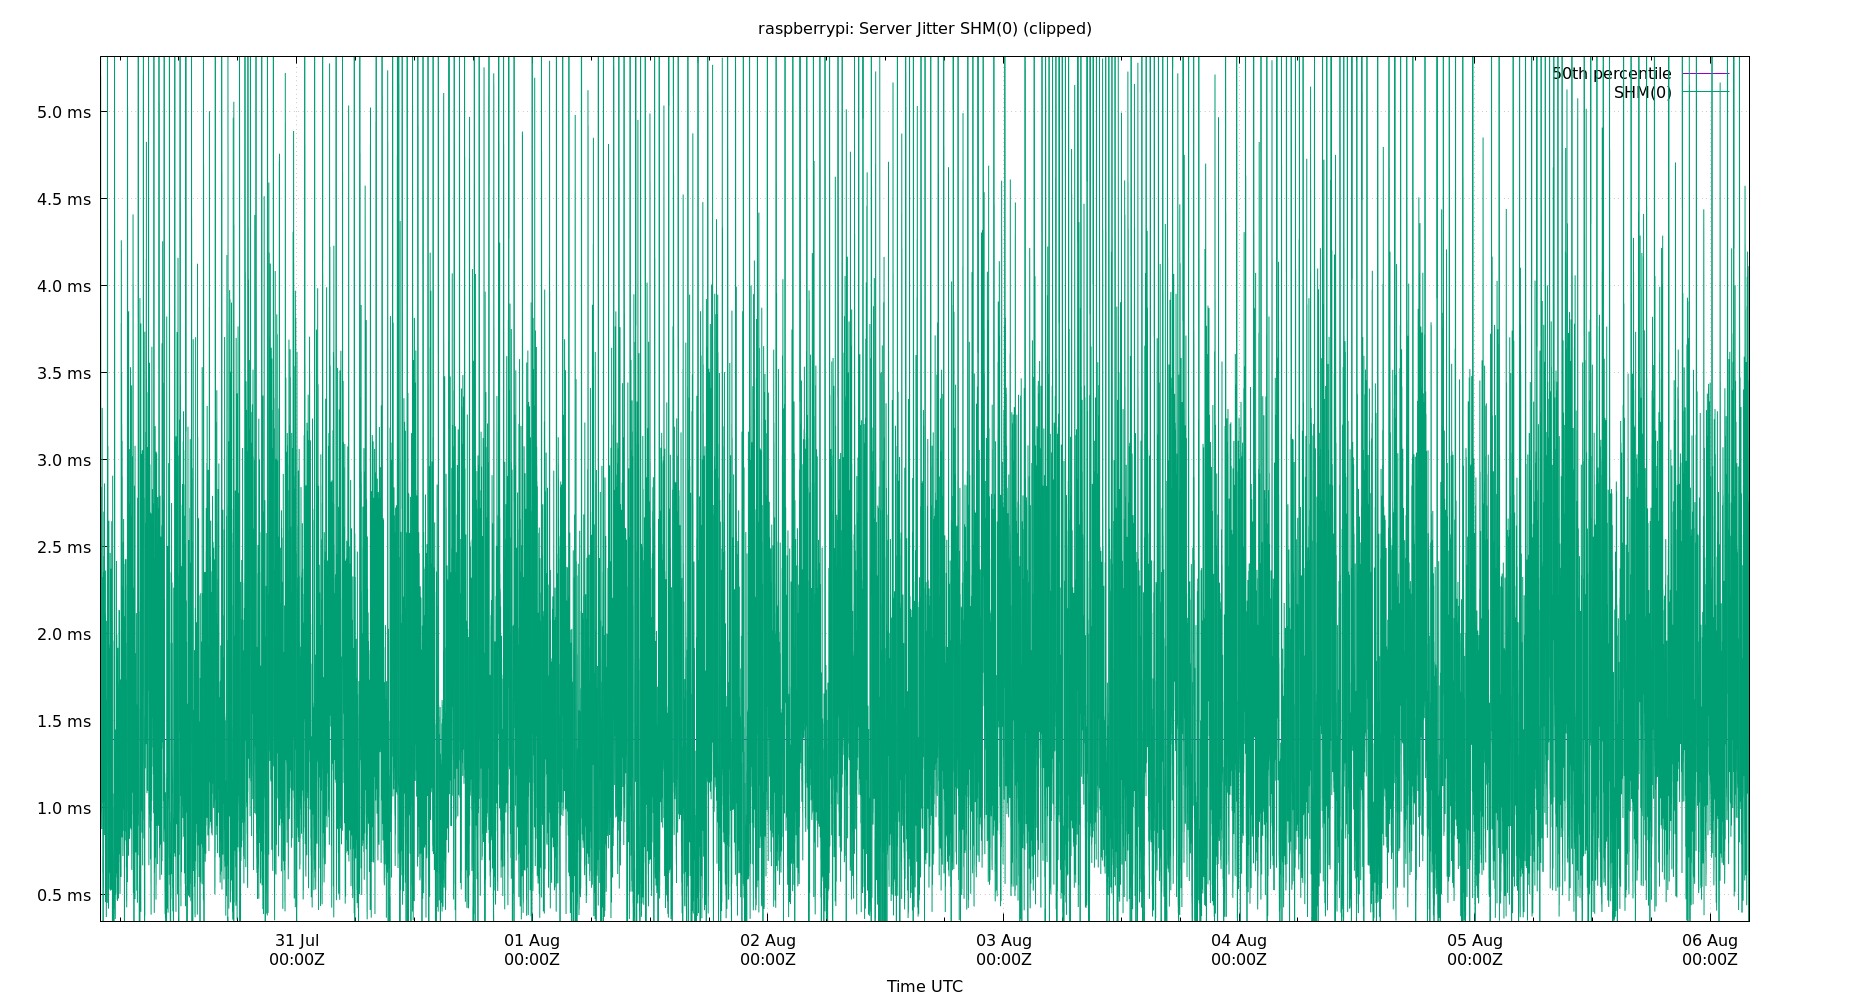 raspberrypi: Server Jitter SHM(0) (clipped)
50th percentile
SHM(0)
5.0 ms
4.5 ms
4.0 ms
3.5 ms
3.0 ms
2.5 ms
2.0 ms
1.5 ms
1.0 ms
0.5 ms
31 Jul 01 Aug 02 Aug 03 Aug 04 Aug 05 Aug 06 Aug
00:00Z 00:00Z 00:00Z 00:00Z 00:00Z 00:00Z 00:00Z
Time UTC